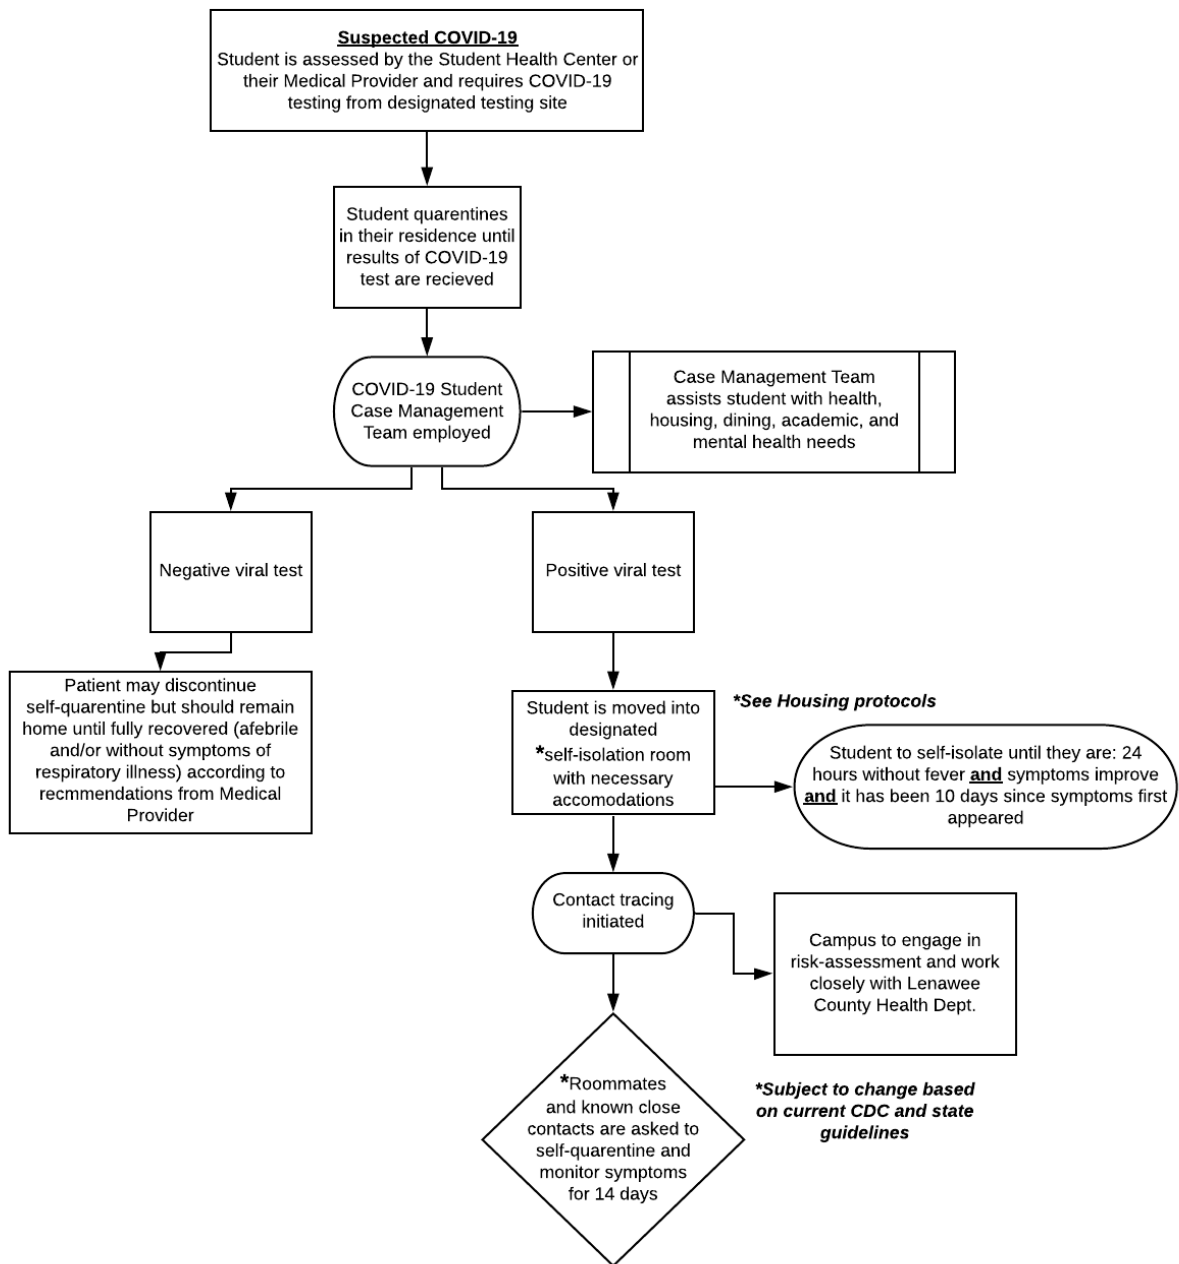 Suspected COVID-19
Student is assessed by the Student Health Center or
their Medical Provider and requires COVID-19
testing from designated testing site
Student quarentines
in their residence until
results of COVID-19
test are recieved
COVID-19 Student
Case Management
Team employed
Case Management Team
assists student with health,
housing, dining, academic, and
mental health needs
Negative viral test
Positive viral test
Patient may discontinue
self-quarantine but should remain
home until fully recovered (afebrile
and/or without symptoms of
respiratory illness) according to
recmmendations from Medical
Provider
Student is moved into
designated
*self-isolation room
with necessary
accomodations
*See Housing protocols
Student to self-isolate until they are: 24
hours without fever and symptoms improve
and it has been 10 days since symptoms first
appeared
Contact tracing
initiated
Campus to engage in
risk-assessment and work
closely with Lenawee
County Health Dept.
*Roommates
and known close
contacts are asked to
self-quarantine and
monitor symptoms
for 14 days
*Subject to change based
on current CDC and state
guidelines